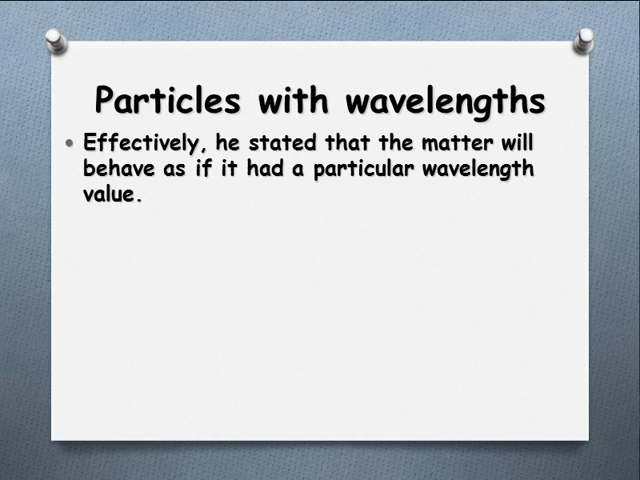 Particles with wavelengths
• Effectively, he stated that the matter will
behave as if it had a particular wavelength
value.